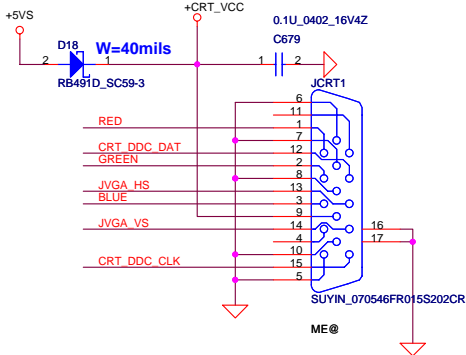 +5VS
+CRT_VCC
0.1U_0402_16V4Z
D18
W=40mils
C679
2
1
1
2
RB491D_SC59-3
JCRT1
6
11
RED
1
7
CRT_DDC_DAT
12
GREEN
2
8
JVGA_HS
13
BLUE
3
9
JVGA_VS
14
16
4
17
10
CRT_DDC_CLK
15
5
SUYIN_070546FR015S202CR
ME@